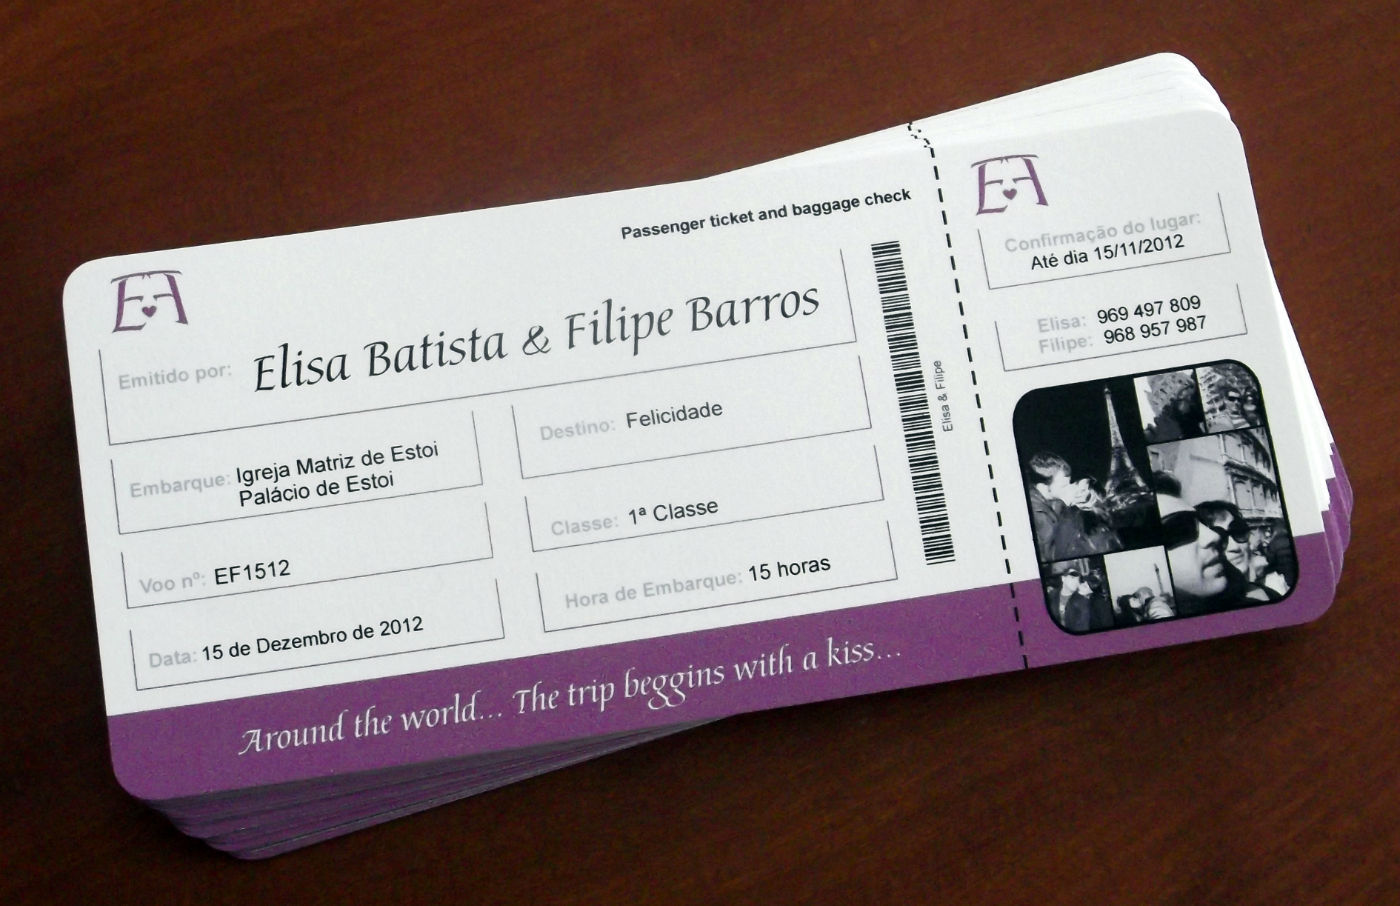 Passenger ticket and baggage check
EF
Emitido por: Elisa Batista & Filipe Barros
Embarque: Igreja Matriz de Estoi
Palácio de Estoi
Destino: Felicidade
Voo nº: EF1512
Classe: 1ª Classe
Data: 15 de Dezembro de 2012
Hora de Embarque: 15 horas
Elisa & Filipe
Around the world... The trip beggins with a kiss...
EF
Confirmação do lugar:
Até dia 15/11/2012
Elisa: 969 497 809
Filipe: 968 957 987